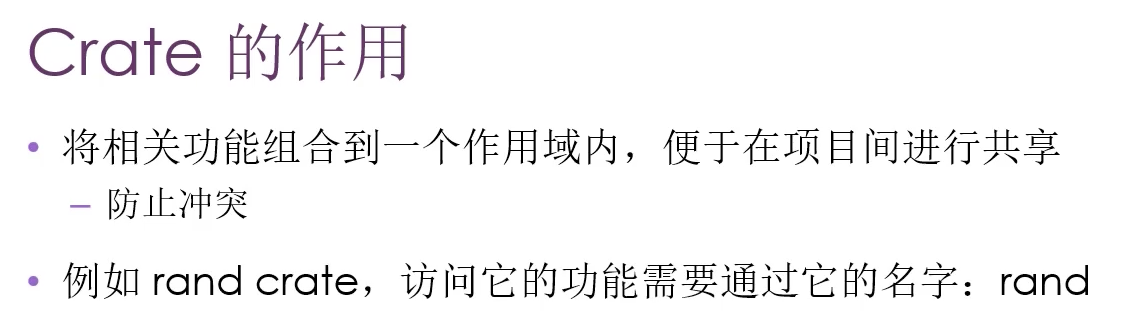 Crate 的作用
• 将相关功能组合到一个作用域内，便于在项目间进行共享
– 防止冲突
• 例如 rand crate，访问它的功能需要通过它的名字：rand